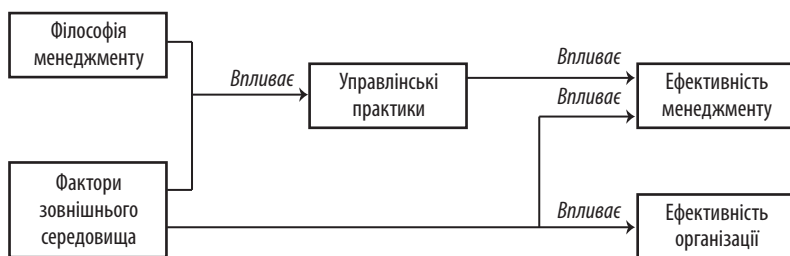 Філософія
менеджменту
Впливає
Управлінські
практики
Впливає
Впливає
Ефективність
менеджменту
Фактори
зовнішнього
середовища
Впливає
Ефективність
організації